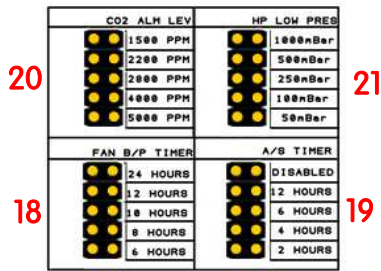 CO2 ALM LEV
1500 PPM
2200 PPM
2800 PPM
4000 PPM
5000 PPM
20
HP LOW PRES
1000mBar
500mBar
250mBar
100mBar
50mBar
21
FAN B/P TIMER
24 HOURS
12 HOURS
10 HOURS
8 HOURS
6 HOURS
18
A/S TIMER
DISABLED
12 HOURS
6 HOURS
4 HOURS
2 HOURS
19